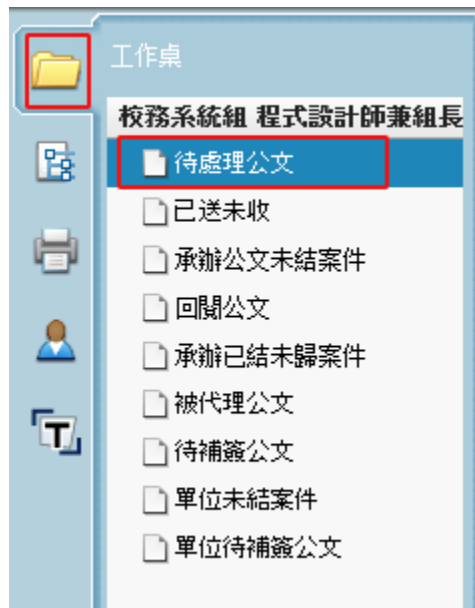 工作桌
校務系統組 程式設計師兼組長
待處理公文
已送未收
承辦公文未結案件
回閱公文
承辦已結未歸案件
被代理公文
待補簽公文
單位未結案件
單位待補簽公文
T